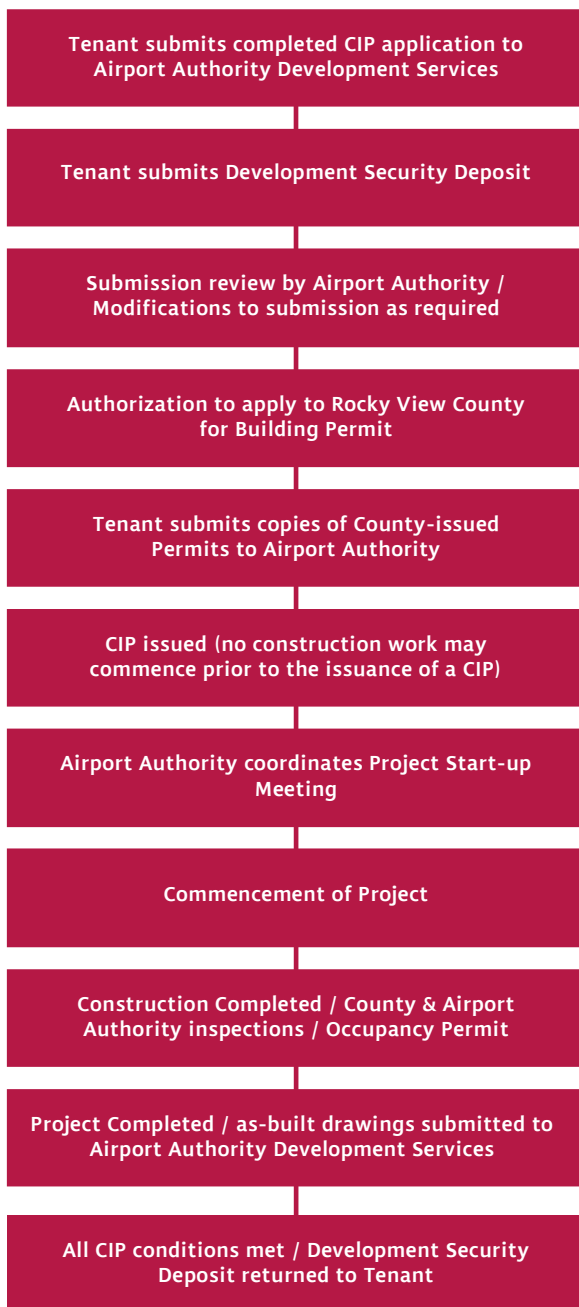 Tenant submits completed CIP application to
Airport Authority Development Services
Tenant submits Development Security Deposit
Submission review by Airport Authority /
Modifications to submission as required
Authorization to apply to Rocky View County
for Building Permit
Tenant submits copies of County-issued
Permits to Airport Authority
CIP issued (no construction work may
commence prior to the issuance of a CIP)
Airport Authority coordinates Project Start-up
Meeting
Commencement of Project
Construction Completed / County & Airport
Authority inspections / Occupancy Permit
Project Completed / as-built drawings submitted to
Airport Authority Development Services
All CIP conditions met / Development Security
Deposit returned to Tenant